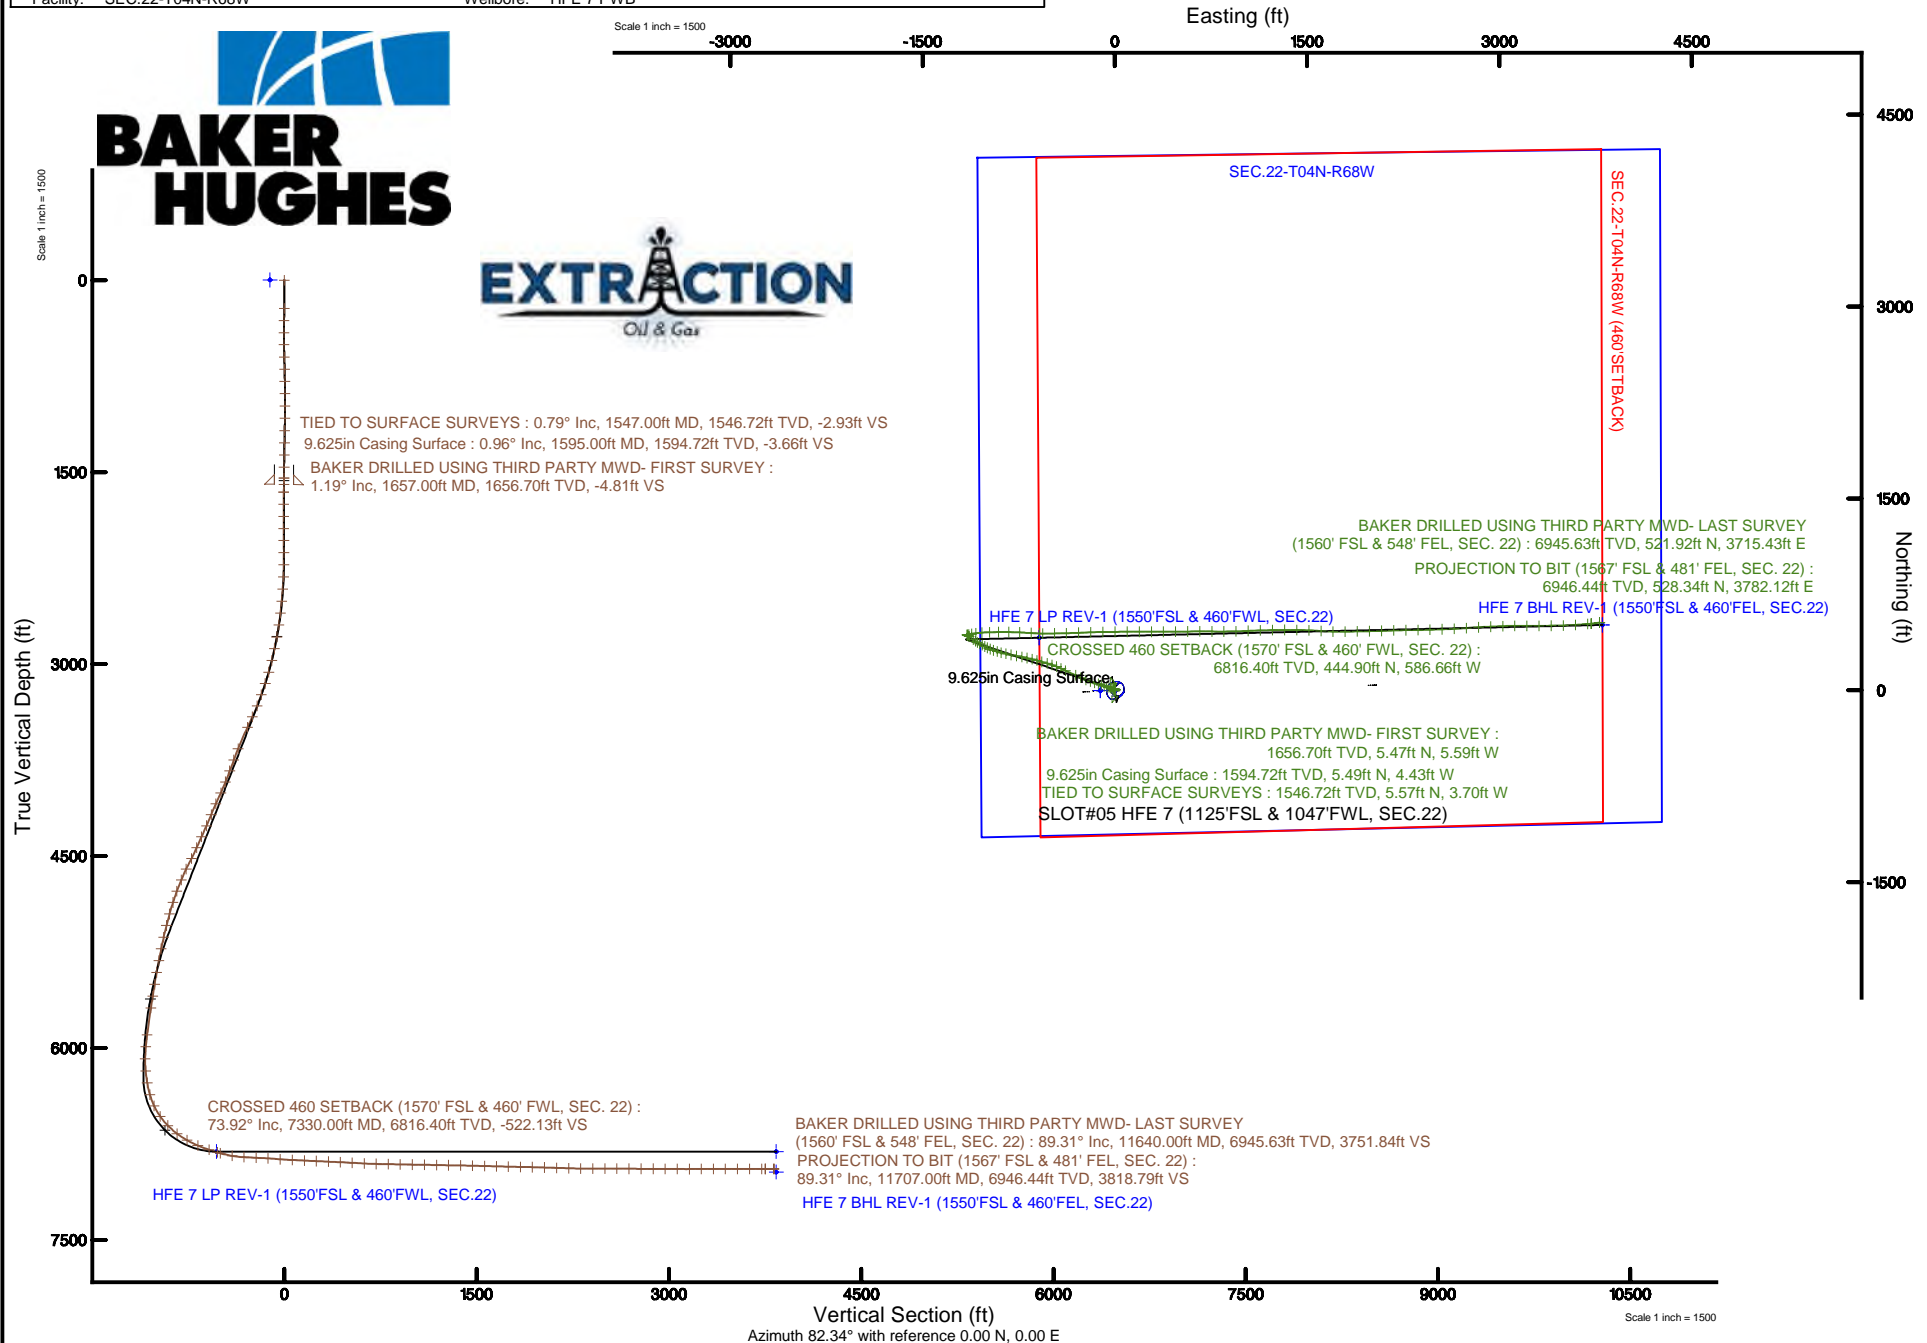 Facility: SEC.22-T04N-R68W Wellbore: HFE 7 PWB
Easting (ft)
Scale 1 inch = 1500
-3000 -1500 0 1500 3000 4500
BAKER
HUGHES
EXTRACTION
Oil & Gas
Scale 1 inch = 1500
True Vertical Depth (ft)
0
1500
3000
4500
6000
7500
TIED TO SURFACE SURVEYS : 0.79° Inc, 1547.00ft MD, 1546.72ft TVD, -2.93ft VS
9.625in Casing Surface : 0.96° Inc, 1595.00ft MD, 1594.72ft TVD, -3.66ft VS
BAKER DRILLED USING THIRD PARTY MWD- FIRST SURVEY :
1.19° Inc, 1657.00ft MD, 1656.70ft TVD, -4.81ft VS
SEC.22-T04N-R68W
SEC.22-T04N-R68W (460'SETBACK)
4500
3000
1500
0
-1500
Northing (ft)
BAKER DRILLED USING THIRD PARTY MWD- LAST SURVEY
(1560' FSL & 548' FEL, SEC. 22) : 6945.63ft TVD, 521.92ft N, 3715.43ft E
PROJECTION TO BIT (1567' FSL & 481' FEL, SEC. 22) :
6946.44ft TVD, 528.34ft N, 3782.12ft E
HFE 7 LP REV-1 (1550'FSL & 460'FWL, SEC.22)
HFE 7 BHL REV-1 (1550'FSL & 460'FEL, SEC.22)
CROSSED 460 SETBACK (1570' FSL & 460' FWL, SEC. 22) :
6816.40ft TVD, 444.90ft N, 586.66ft W
9.625in Casing Surface
BAKER DRILLED USING THIRD PARTY MWD- FIRST SURVEY :
1656.70ft TVD, 5.47ft N, 5.59ft W
9.625in Casing Surface : 1594.72ft TVD, 5.49ft N, 4.43ft W
TIED TO SURFACE SURVEYS : 1546.72ft TVD, 5.57ft N, 3.70ft W
SLOT#05 HFE 7 (1125'FSL & 1047'FWL, SEC.22)
CROSSED 460 SETBACK (1570' FSL & 460' FWL, SEC. 22) :
73.92° Inc, 7330.00ft MD, 6816.40ft TVD, -522.13ft VS
BAKER DRILLED USING THIRD PARTY MWD- LAST SURVEY
(1560' FSL & 548' FEL, SEC. 22) : 89.31° Inc, 11640.00ft MD, 6945.63ft TVD, 3751.84ft VS
PROJECTION TO BIT (1567' FSL & 481' FEL, SEC. 22) :
89.31° Inc, 11707.00ft MD, 6946.44ft TVD, 3818.79ft VS
HFE 7 LP REV-1 (1550'FSL & 460'FWL, SEC.22)
HFE 7 BHL REV-1 (1550'FSL & 460'FEL, SEC.22)
0 1500 3000 4500 6000 7500 9000 10500
Vertical Section (ft)
Scale 1 inch = 1500
Azimuth 82.34° with reference 0.00 N, 0.00 E